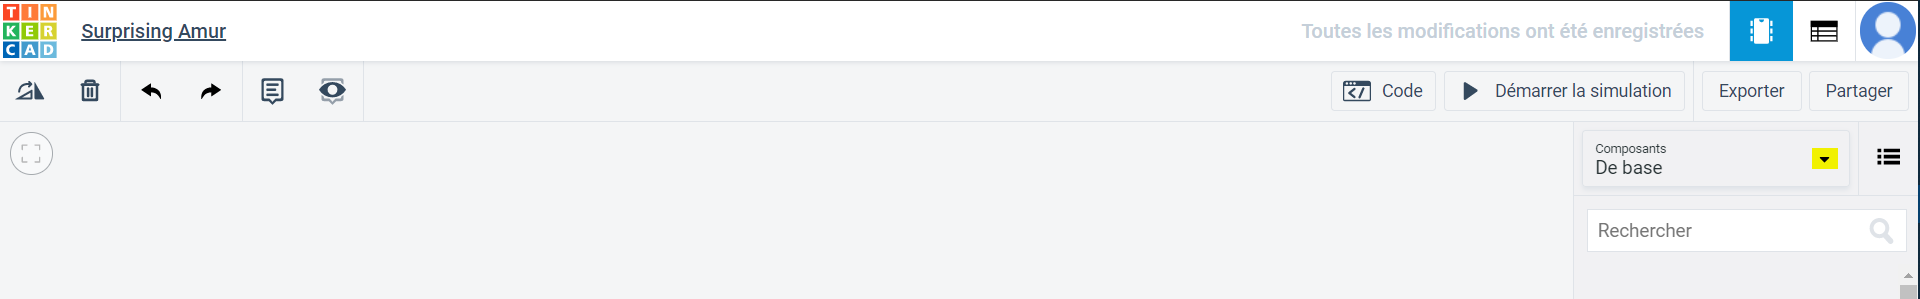 TIN
KER
CAD
Surprising Amur
Toutes les modifications ont été enregistrées
Code
Démarrer la simulation
Exporter
Partager
Composants
De base
Rechercher